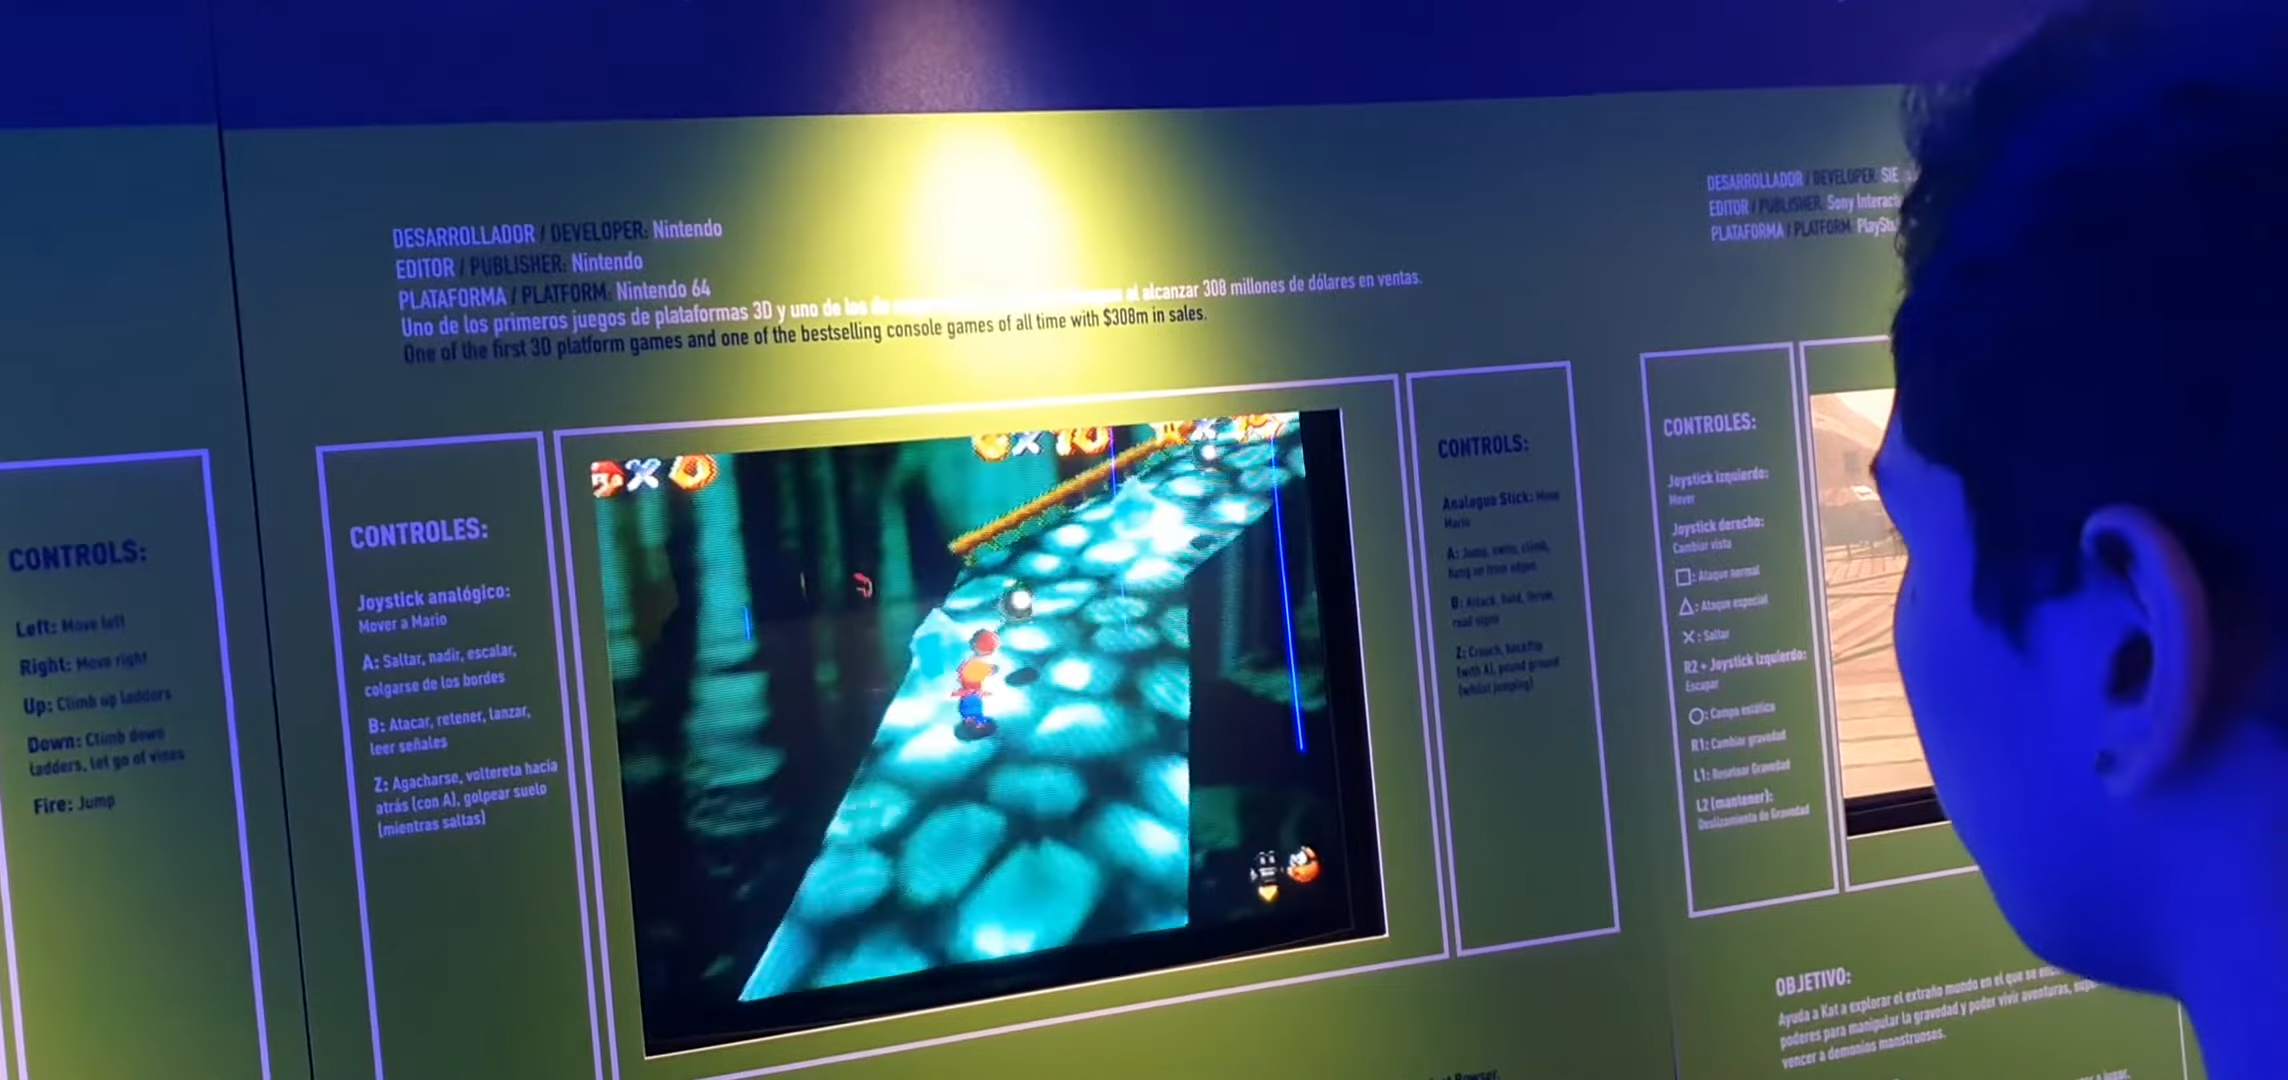 CONTROLS:
Left: Move left
Right: Move right
Up: Climb up ladders
Down: Climb down
ladders, let go of vines
Fire: Jump
DESARROLLADOR / DEVELOPER: Nintendo
EDITOR / PUBLISHER: Nintendo
PLATAFORMA / PLATFORM: Nintendo 64
Uno de los primeros juegos de plataformas 3D y uno de los al alcanzar 308 millones de dólares en ventas.
One of the first 3D platform games and one of the bestselling console games of all time with $308m in sales.
CONTROLES:
Joystick analógico:
Mover a Mario
A: Saltar, nadir, escalar,
colgarse de los bordes
B: Atacar, retener, lanzar,
leer señales
Z: Agacharse, voltereta hacia
atrás (con A), golpear suelo
(mientras saltas)
CONTROLS:
Analogue Stick: Move
Mario
A: Jump, swim, climb,
hang on from edges
B: Attack, hold, throw,
read signs
Z: Crouch, backflip
(with A), pound ground
(whilst jumping)
Bowser.
DESARROLLADOR / DEVELOPER: SIE
EDITOR / PUBLISHER: Sony Interact
PLATAFORMA / PLATFORM: PlaySta
CONTROLES:
Joystick izquierdo:
Mover
Joystick derecho:
Cambiar vista
□: Ataque normal
△: Ataque especial
✕: Saltar
R2 + Joystick izquierdo:
Escapar
○: Campo estático
R1: Cambiar gravedad
L1: Resetear Gravedad
L2 (mantener):
Deslizamiento de Gravedad
OBJETIVO:
Ayuda a Kat a explorar el extraño mundo en el que se
poderes para manipular la gravedad y poder vivir aventuras,
vencer a demonios monstruosos.